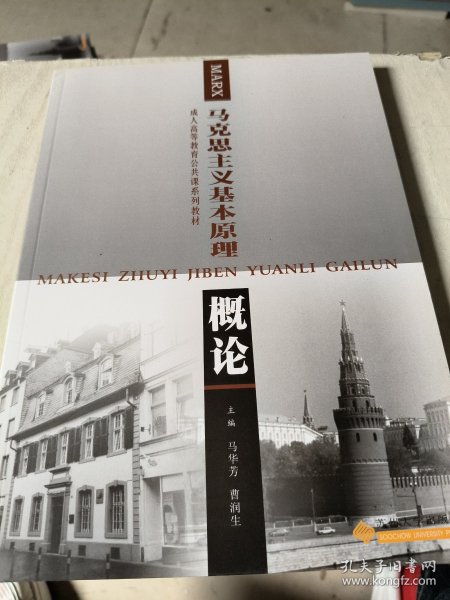 MARX
马克思主义基本原理
成人高等教育公共课系列教材
MAKESI ZHUYI JIBEN YUANLI GAILUN
概论
主编
马华芳 曹润生
SOOCHOW UNIVERSITY P
孔夫子旧书网
www.kongfz.com